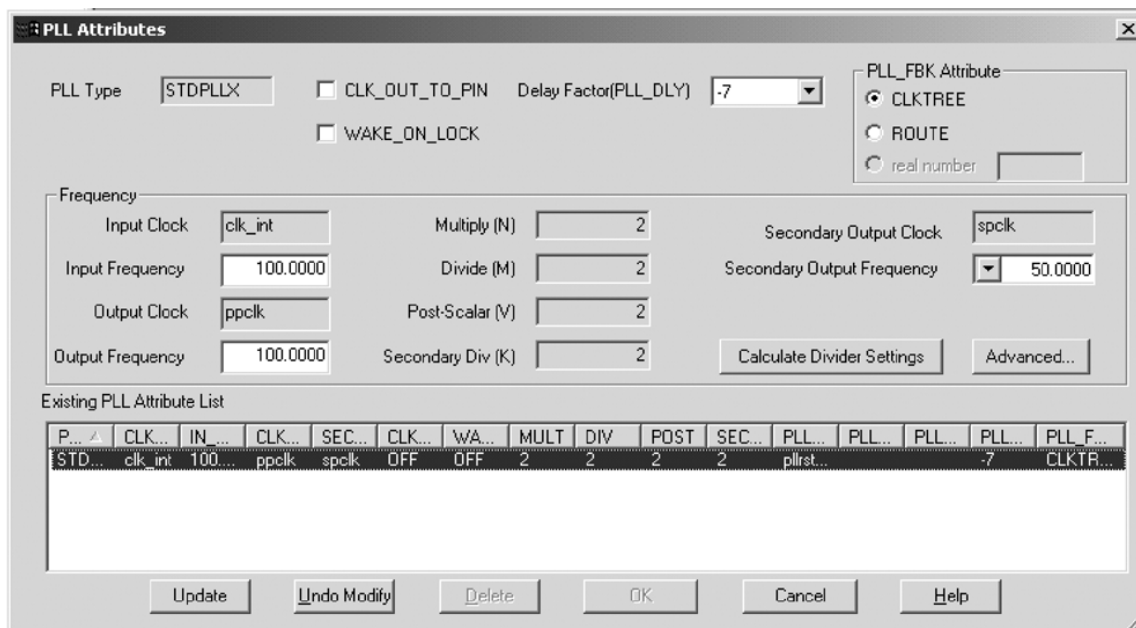 PLL Attributes
PLL Type STDPLLX CLK_OUT_TO_PIN Delay Factor(PLL_DLY) -7
PLL_FBK Attribute
CLKTREE
WAKE_ON_LOCK
ROUTE
real number
Frequency
Input Clock clk_int Multiply (N) 2 Secondary Output Clock spclk
Input Frequency 100.0000 Divide (M) 2 Secondary Output Frequency 50.0000
Output Clock ppclk Post-Scalar (V) 2
Output Frequency 100.0000 Secondary Div (K) 2 Calculate Divider Settings Advanced...
Existing PLL Attribute List
P... CLK... IN_... CLK... SEC... CLK... WA... MULT DIV POST SEC... PLL... PLL... PLL... PLL... PLL_F...
STD... clk_int 100.... ppclk spclk OFF OFF 2 2 2 2 pllrst... -7 CLKTR...
Update Undo Modify Delete OK Cancel Help